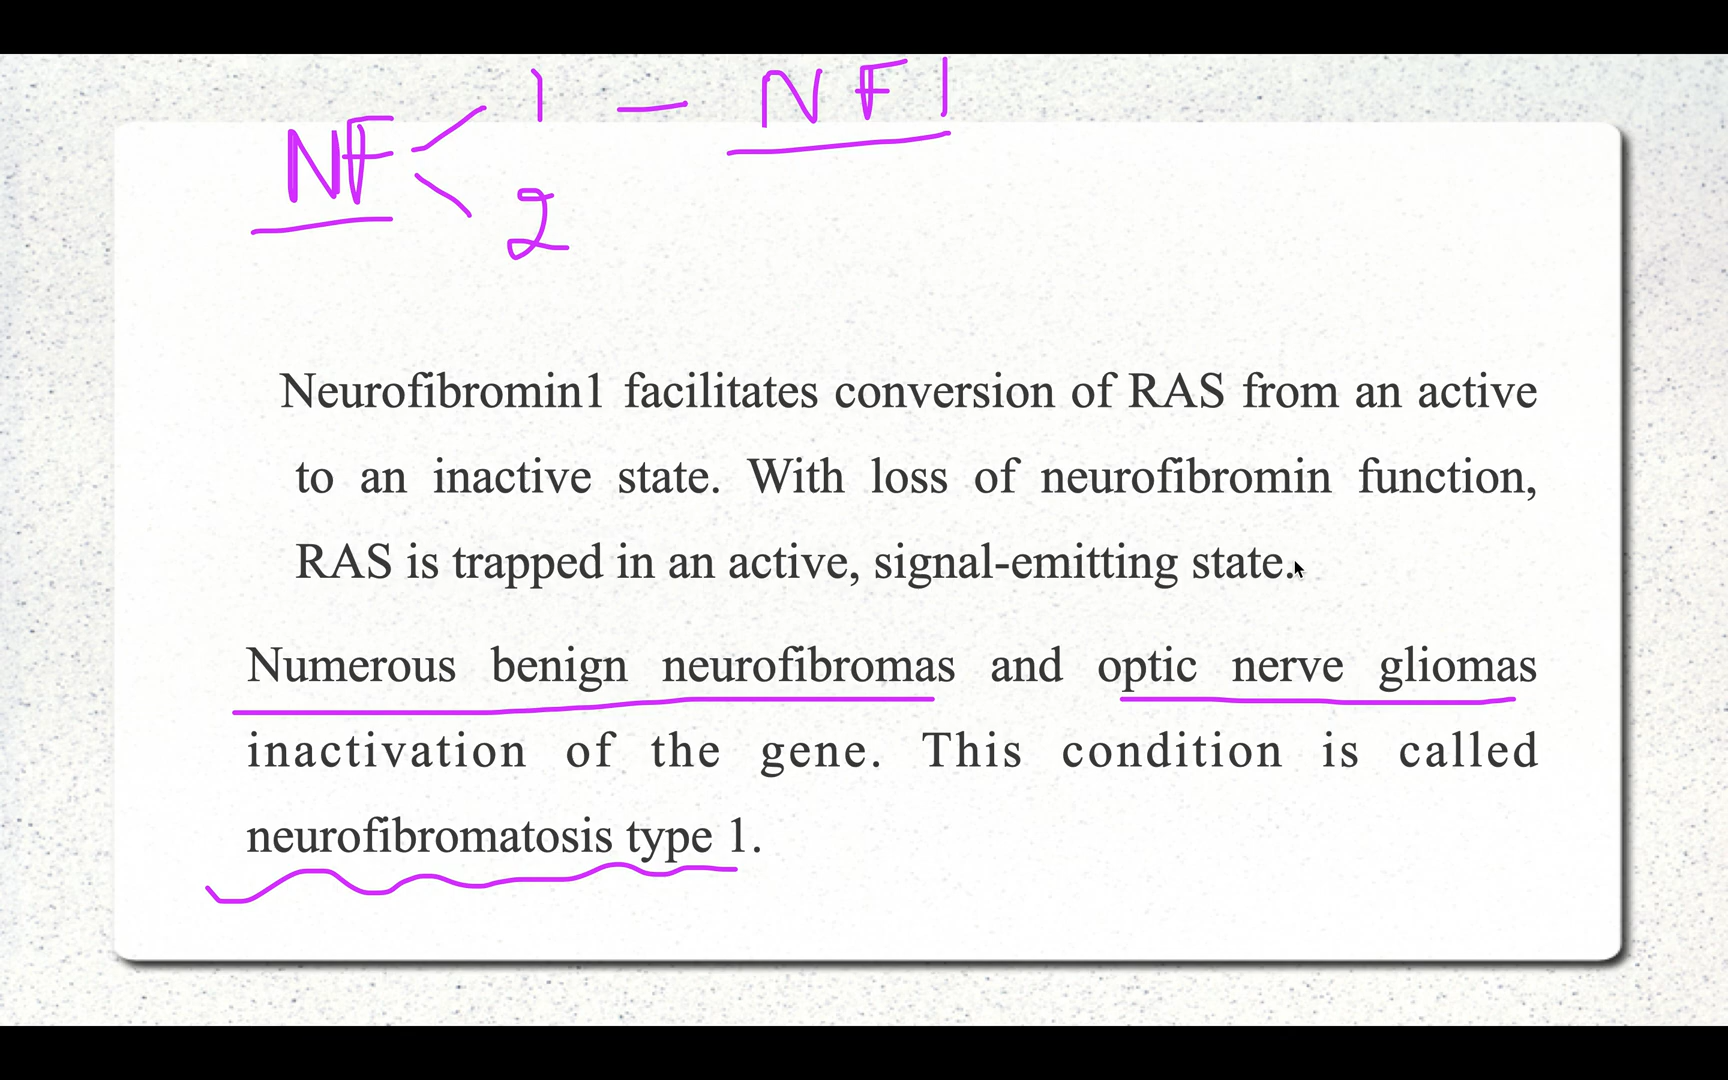 1 — NF1
NF
2
Neurofibromin1 facilitates conversion of RAS from an active
to an inactive state. With loss of neurofibromin function,
RAS is trapped in an active, signal-emitting state.
Numerous benign neurofibromas and optic nerve gliomas
inactivation of the gene. This condition is called
neurofibromatosis type 1.